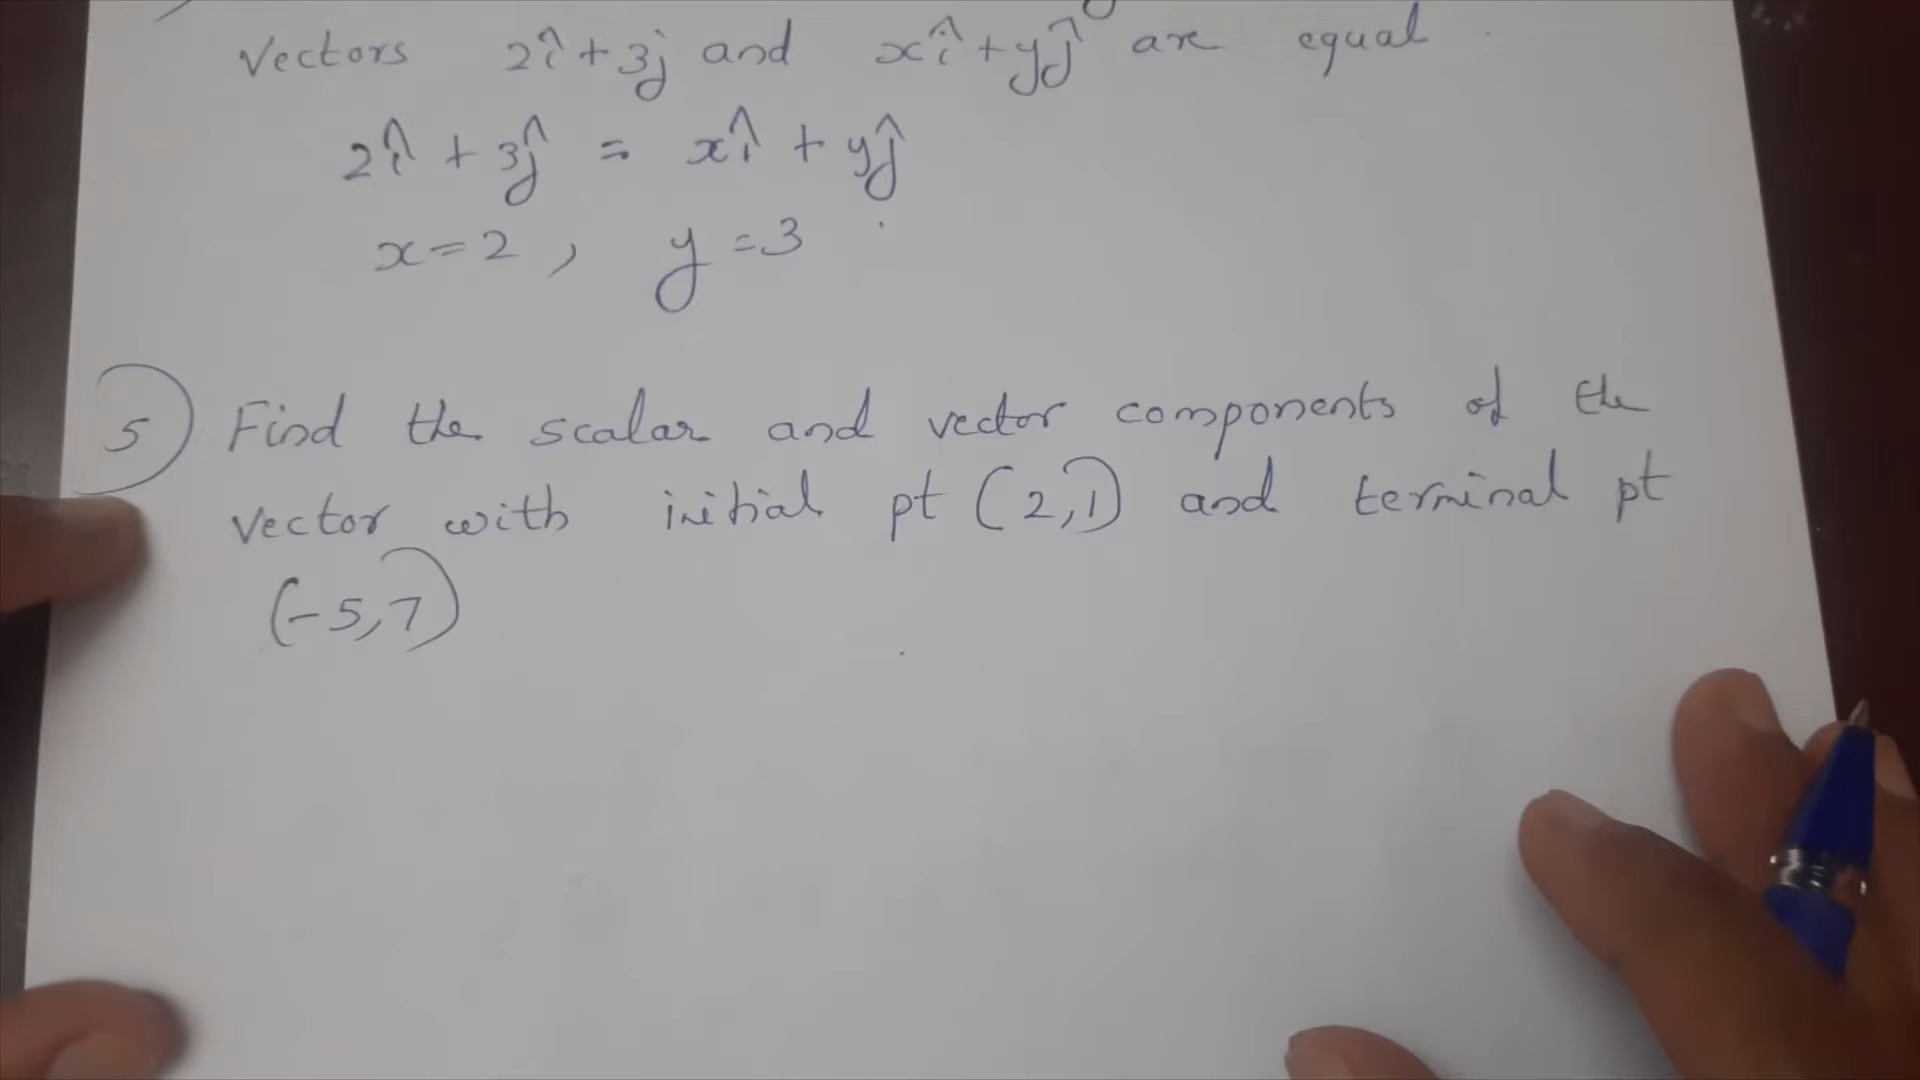 Vectors 2î + 3j and xî + yĵ are equal
2î + 3ĵ = xî + yĵ
x = 2 , y = 3
5) Find the scalar and vector components of the
vector with initial pt (2,1) and terminal pt
(-5,7)